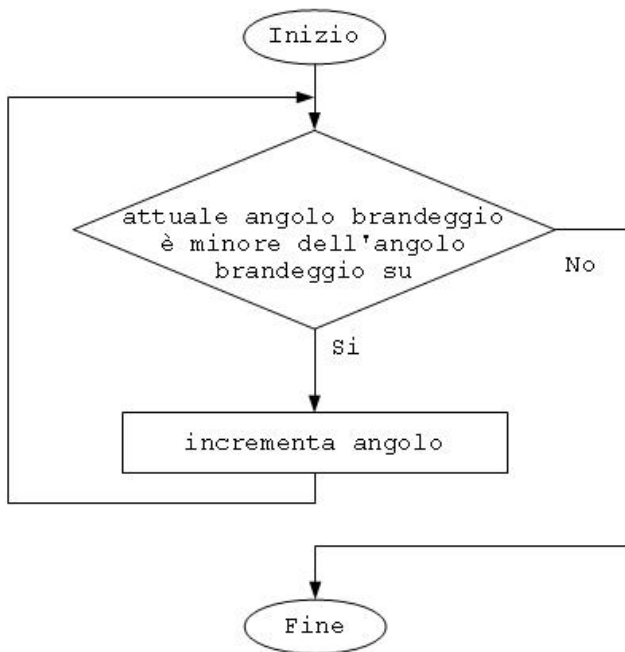 Inizio
attuale angolo brandeggio
è minore dell'angolo
brandeggio su
No
Si
incrementa angolo
Fine